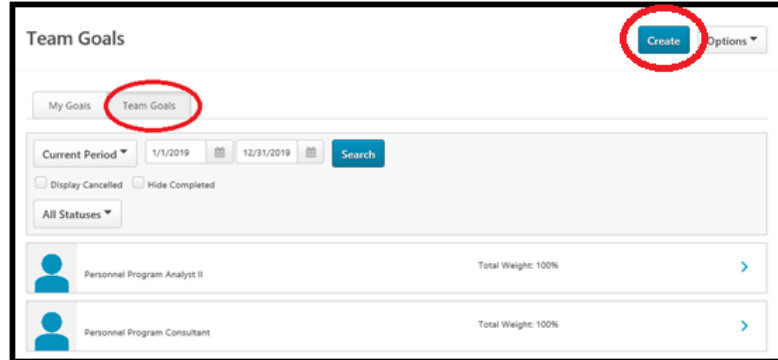 Team Goals
Create Options
My Goals Team Goals
Current Period 1/1/2019 12/31/2019 Search
Display Cancelled Hide Completed
All Statuses
Personnel Program Analyst II Total Weight: 100%
Personnel Program Consultant Total Weight: 100%